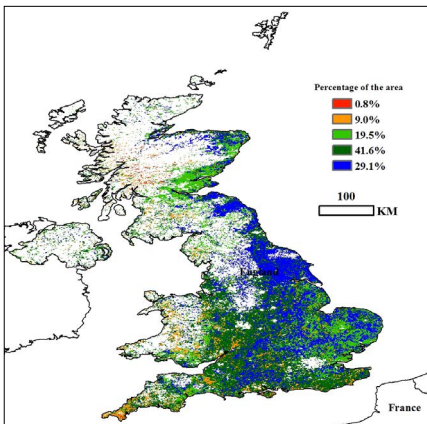 Percentage of the area
0.8%
9.0%
19.5%
41.6%
29.1%
100
KM
England
France